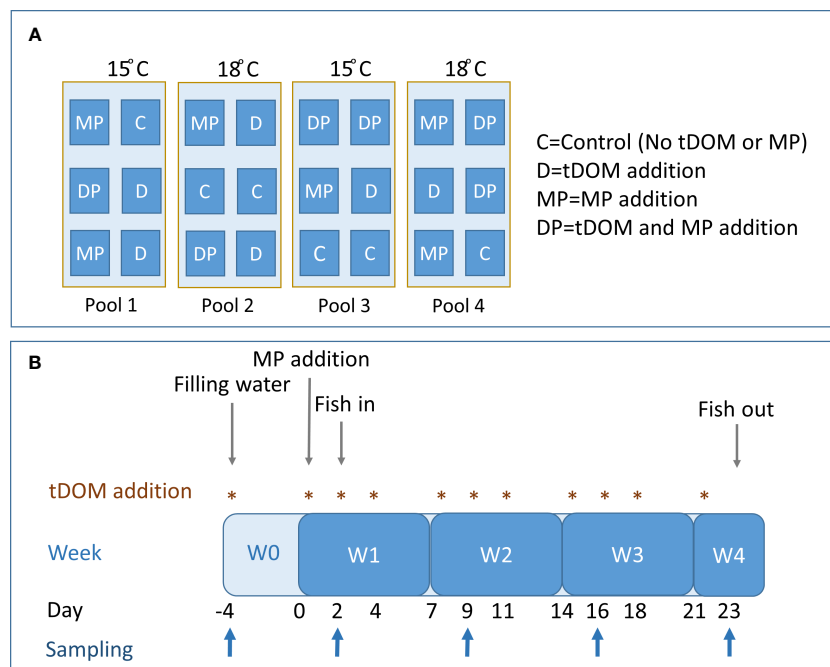 A
15°C 18°C 15°C 18°C
MP C MP D DP DP MP DP
DP D C C MP D D DP
MP D DP D C C MP C
Pool 1 Pool 2 Pool 3 Pool 4
C=Control (No tDOM or MP)
D=tDOM addition
MP=MP addition
DP=tDOM and MP addition
B
MP addition
Filling water
Fish in
Fish out
tDOM addition * * * * * * * * * * *
Week W0 W1 W2 W3 W4
Day -4 0 2 4 7 9 11 14 16 18 21 23
Sampling